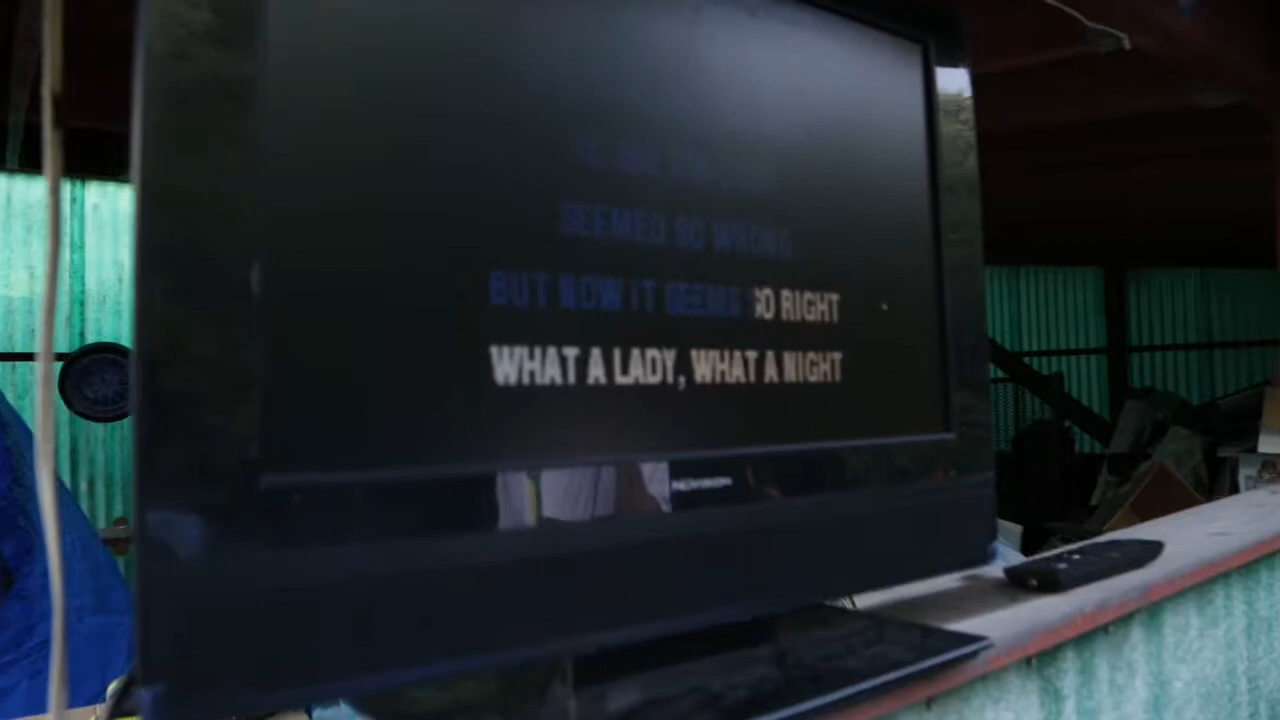 SEEMED SO WRONG
BUT NOW IT SEEMS SO RIGHT
WHAT A LADY, WHAT A NIGHT